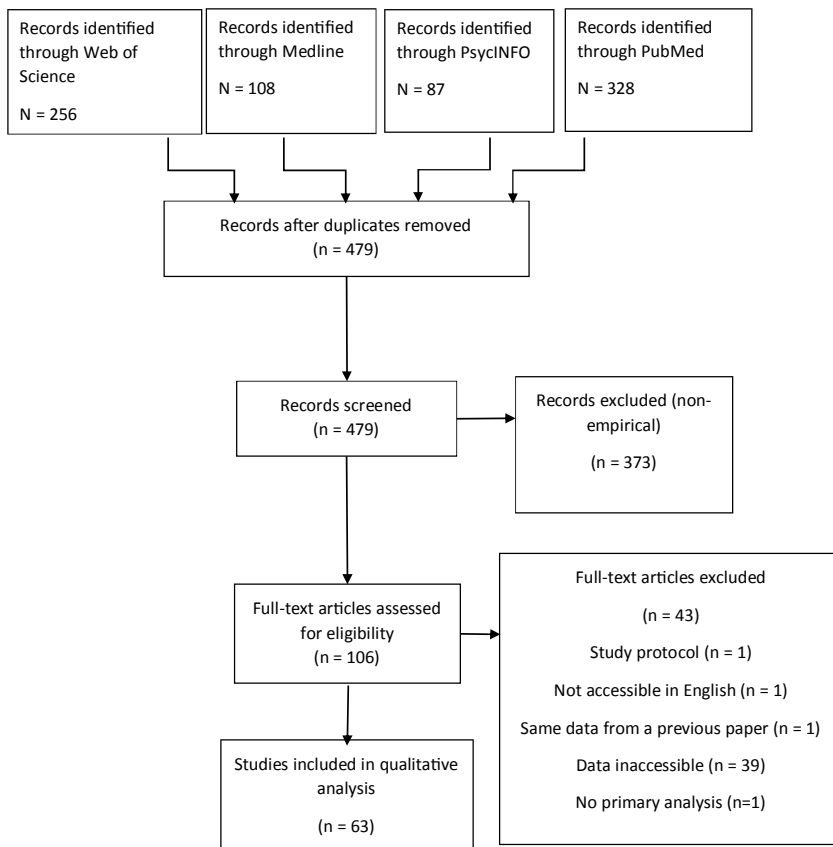 Records identified
through Web of
Science
N = 256
Records identified
through Medline
N = 108
Records identified
through PsycINFO
N = 87
Records identified
through PubMed
N = 328
Records after duplicates removed
(n = 479)
Records screened
(n = 479)
Records excluded (non-
empirical)
(n = 373)
Full-text articles assessed
for eligibility
(n = 106)
Full-text articles excluded
(n = 43)
Study protocol (n = 1)
Not accessible in English (n = 1)
Same data from a previous paper (n = 1)
Data inaccessible (n = 39)
No primary analysis (n=1)
Studies included in qualitative
analysis
(n = 63)